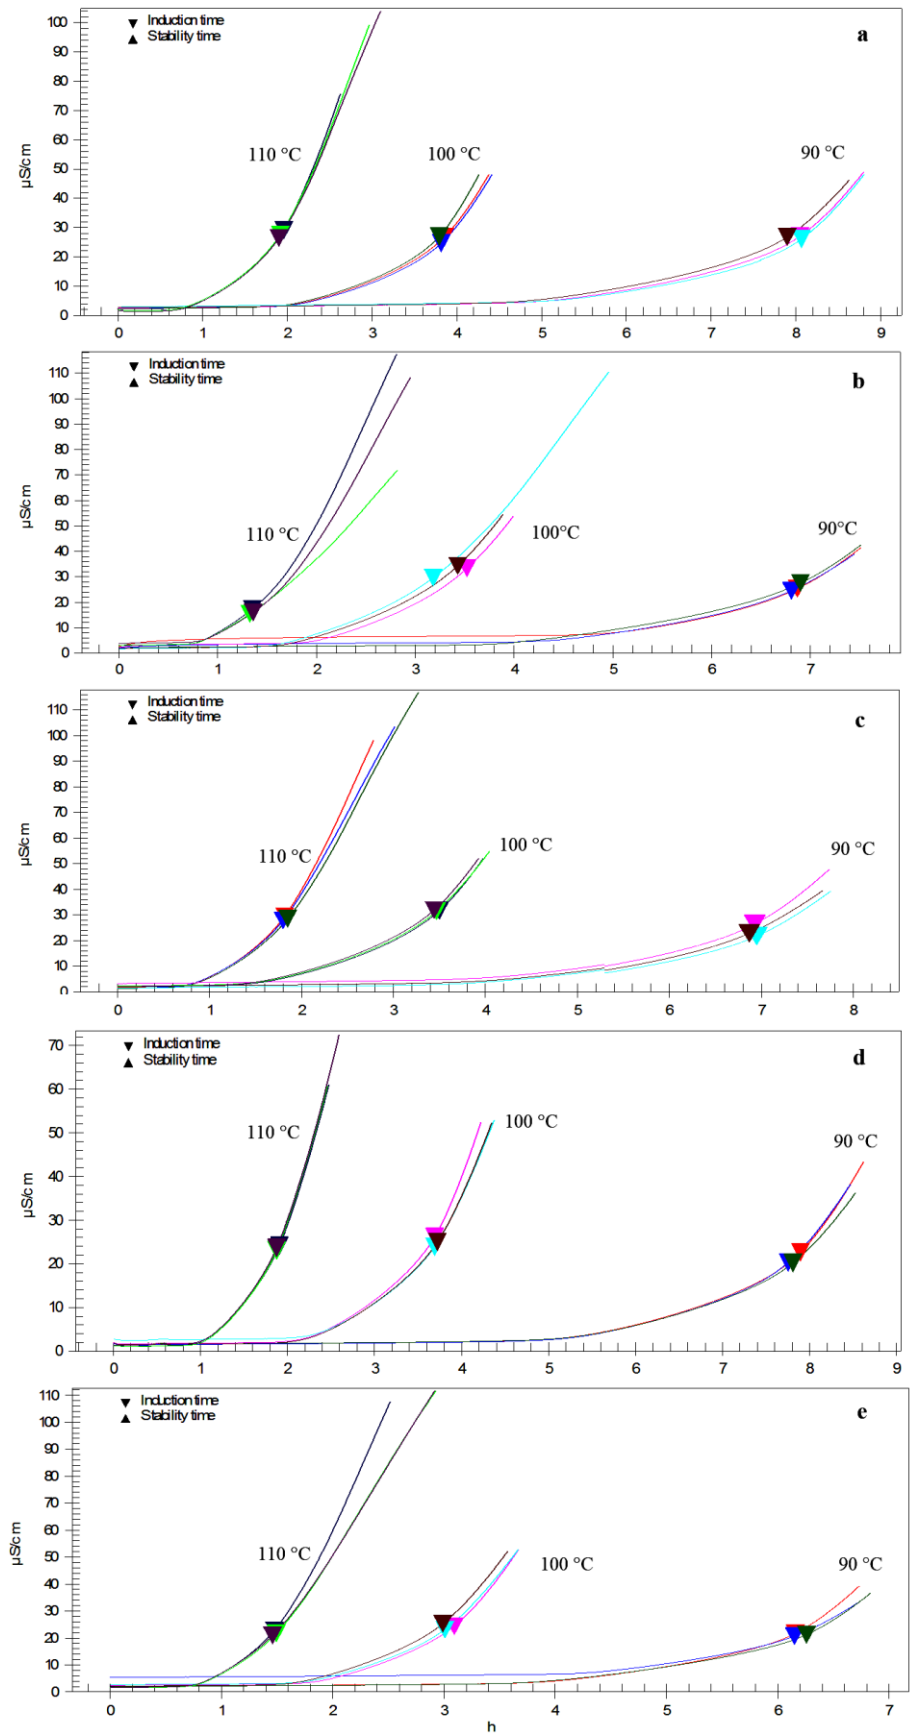 ▼ Induction time
▲ Stability time
a
100
90
80
70
60
50
40
30
20
10
0
µS/cm
110 °C
100 °C
90 °C
0 1 2 3 4 5 6 7 8 9
▼ Induction time
▲ Stability time
b
110
100
90
80
70
60
50
40
30
20
10
0
µS/cm
110 °C
100°C
90°C
0 1 2 3 4 5 6 7
▼ Induction time
▲ Stability time
c
110
100
90
80
70
60
50
40
30
20
10
0
µS/cm
110 °C
100 °C
90 °C
0 1 2 3 4 5 6 7 8
▼ Induction time
▲ Stability time
d
70
60
50
40
30
20
10
0
µS/cm
110 °C
100 °C
90 °C
0 1 2 3 4 5 6 7 8 9
▼ Induction time
▲ Stability time
e
110
100
90
80
70
60
50
40
30
20
10
0
µS/cm
110 °C
100 °C
90 °C
0 1 2 3 4 5 6 7
h